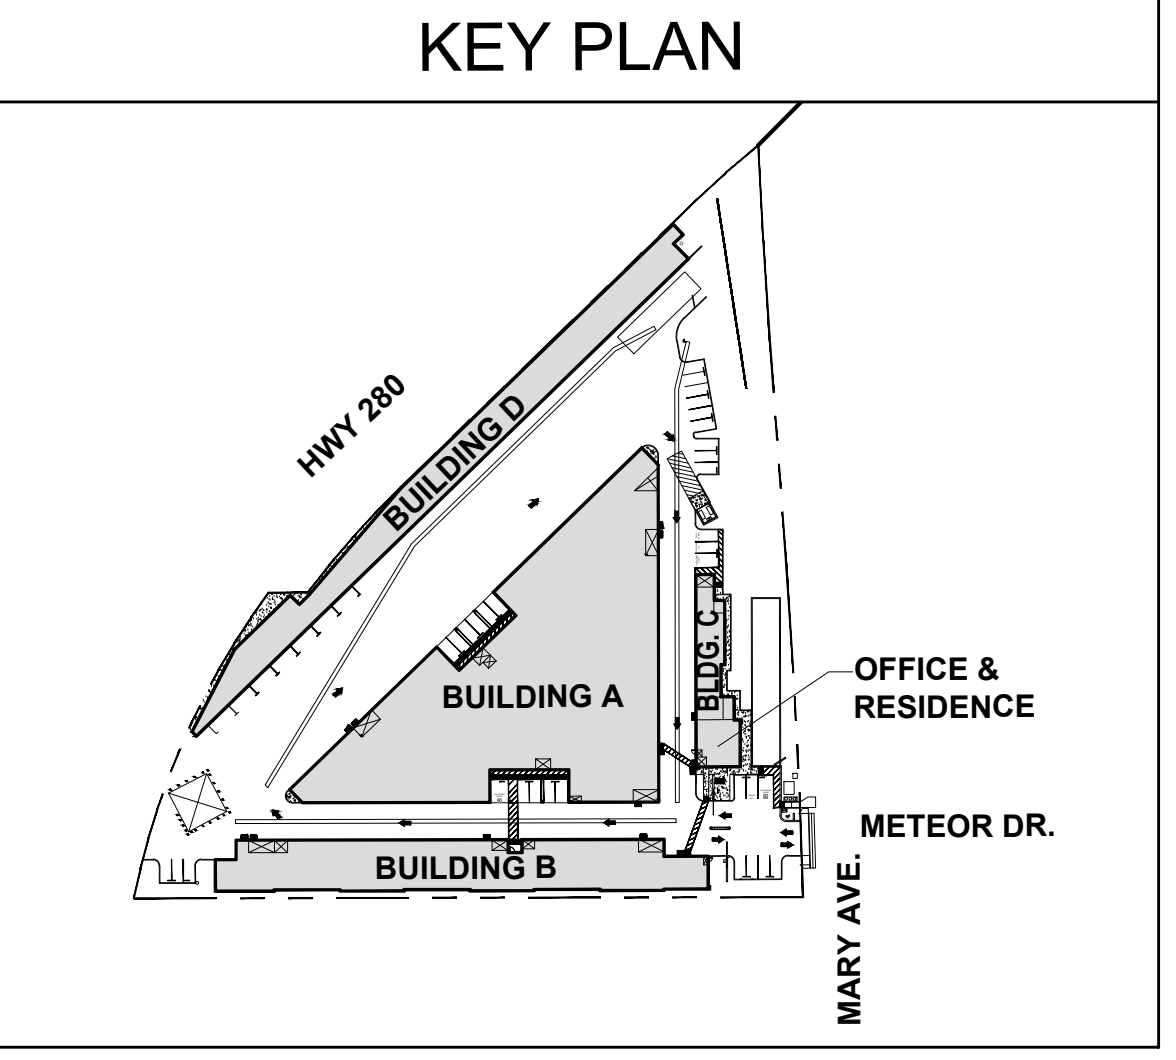 KEY PLAN
HWY 280
BUILDING D
BUILDING A
BLDG. C
OFFICE &
RESIDENCE
METEOR DR.
BUILDING B
MARY AVE.